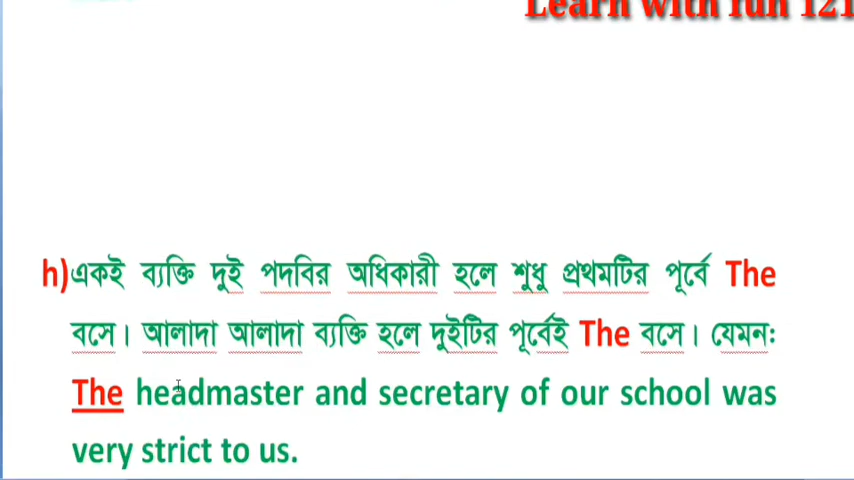 Learn with fun 121
h)একই ব্যক্তি দুই পদবির অধিকারী হলে শুধু প্রথমটির পূর্বে The
বসে। আলাদা আলাদা ব্যক্তি হলে দুইটির পূর্বেই The বসে। যেমনঃ
The headmaster and secretary of our school was
very strict to us.